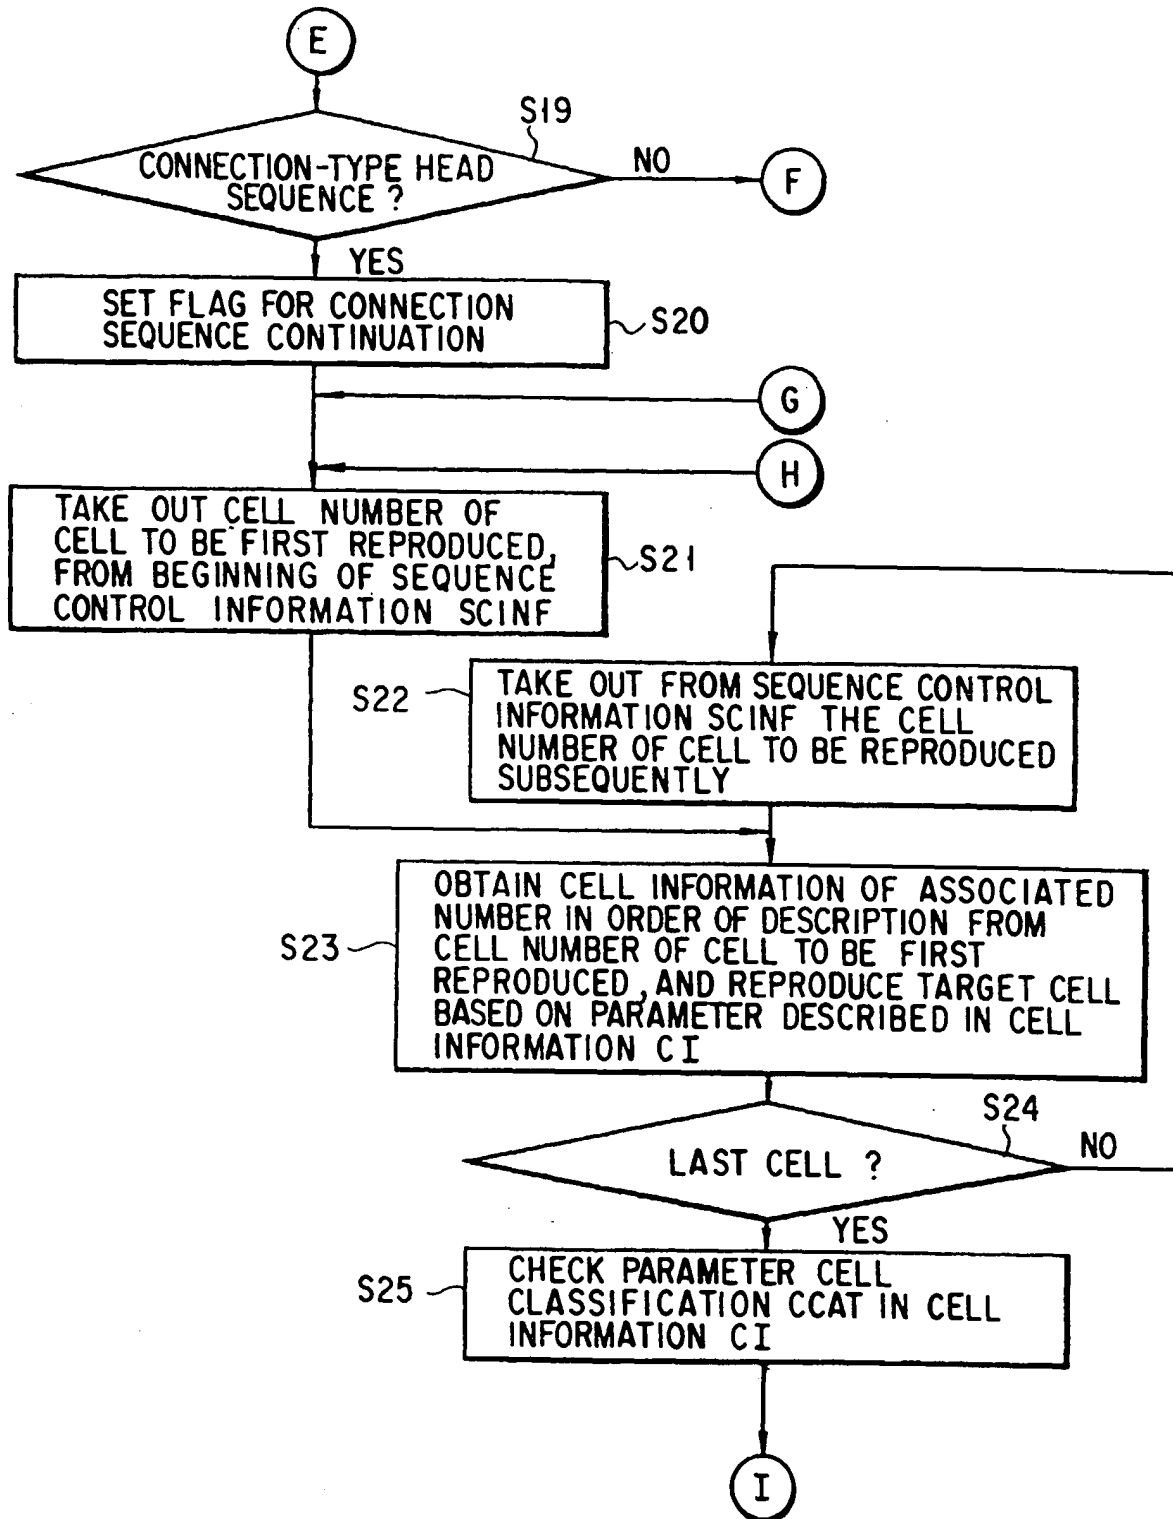 E
S19
CONNECTION-TYPE HEAD
SEQUENCE ?
NO
F
YES
SET FLAG FOR CONNECTION
SEQUENCE CONTINUATION
S20
G
H
TAKE OUT CELL NUMBER OF
CELL TO BE FIRST REPRODUCED,
FROM BEGINNING OF SEQUENCE
CONTROL INFORMATION SCINF
S21
S22
TAKE OUT FROM SEQUENCE CONTROL
INFORMATION SCINF THE CELL
NUMBER OF CELL TO BE REPRODUCED
SUBSEQUENTLY
S23
OBTAIN CELL INFORMATION OF ASSOCIATED
NUMBER IN ORDER OF DESCRIPTION FROM
CELL NUMBER OF CELL TO BE FIRST
REPRODUCED, AND REPRODUCE TARGET CELL
BASED ON PARAMETER DESCRIBED IN CELL
INFORMATION CI
S24
LAST CELL ?
NO
YES
S25
CHECK PARAMETER CELL
CLASSIFICATION CCAT IN CELL
INFORMATION CI
I